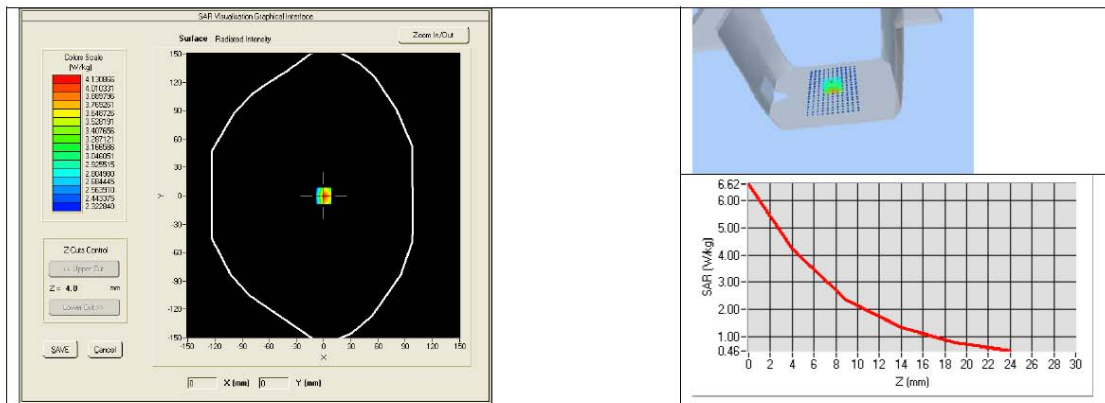 SAR Visualisation Graphical Interface
Surface Radiated Intensity
Zoom In/Out
Colors Scale
(W/kg)
4.130866
4.010331
3.889796
3.769261
3.648726
3.528191
3.407656
3.287121
3.166586
3.046051
2.925515
2.804980
2.684445
2.563910
2.443375
2.322840
Z Cuts Control
<< Upper Cut
Z = 4.0 mm
Lower Cut >>
SAVE Cancel
150
120
90
60
30
0
-30
-60
-90
-120
-150
Y
-150 -120 -90 -60 -30 0 30 60 90 120 150
X
0 X (mm) 0 Y (mm)
6.62
6.00
5.00
4.00
3.00
2.00
1.00
0.46
SAR (W/kg)
0 2 4 6 8 10 12 14 16 18 20 22 24 26 28 30
Z (mm)